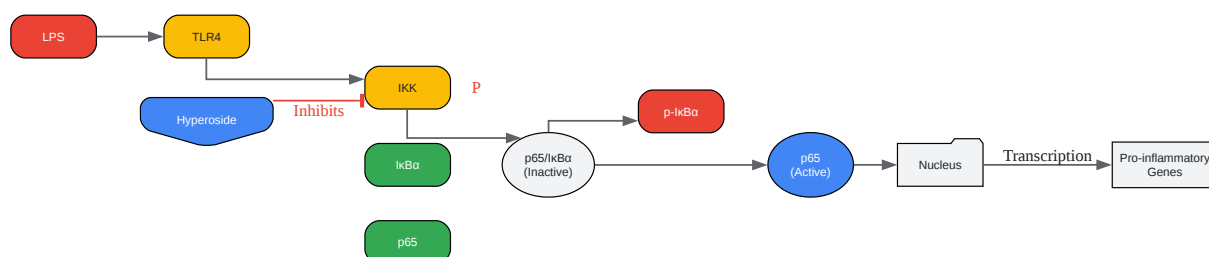 LPS
TLR4
IKK
P
Hyperoside
Inhibits
p-IκBα
IκBα
p65/IκBα
(Inactive)
p65
(Active)
Nucleus
Transcription
Pro-inflammatory
Genes
p65